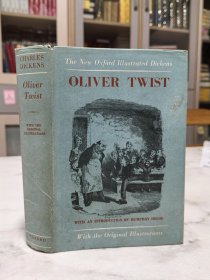 CHARLES
DICKENS
Oliver
Twist
WITH THE
ORIGINAL
ILLUSTRATIONS
OXFORD
The New Oxford Illustrated Dickens
OLIVER TWIST
WITH AN INTRODUCTION BY HUMPHRY HOUSE
With the Original Illustrations